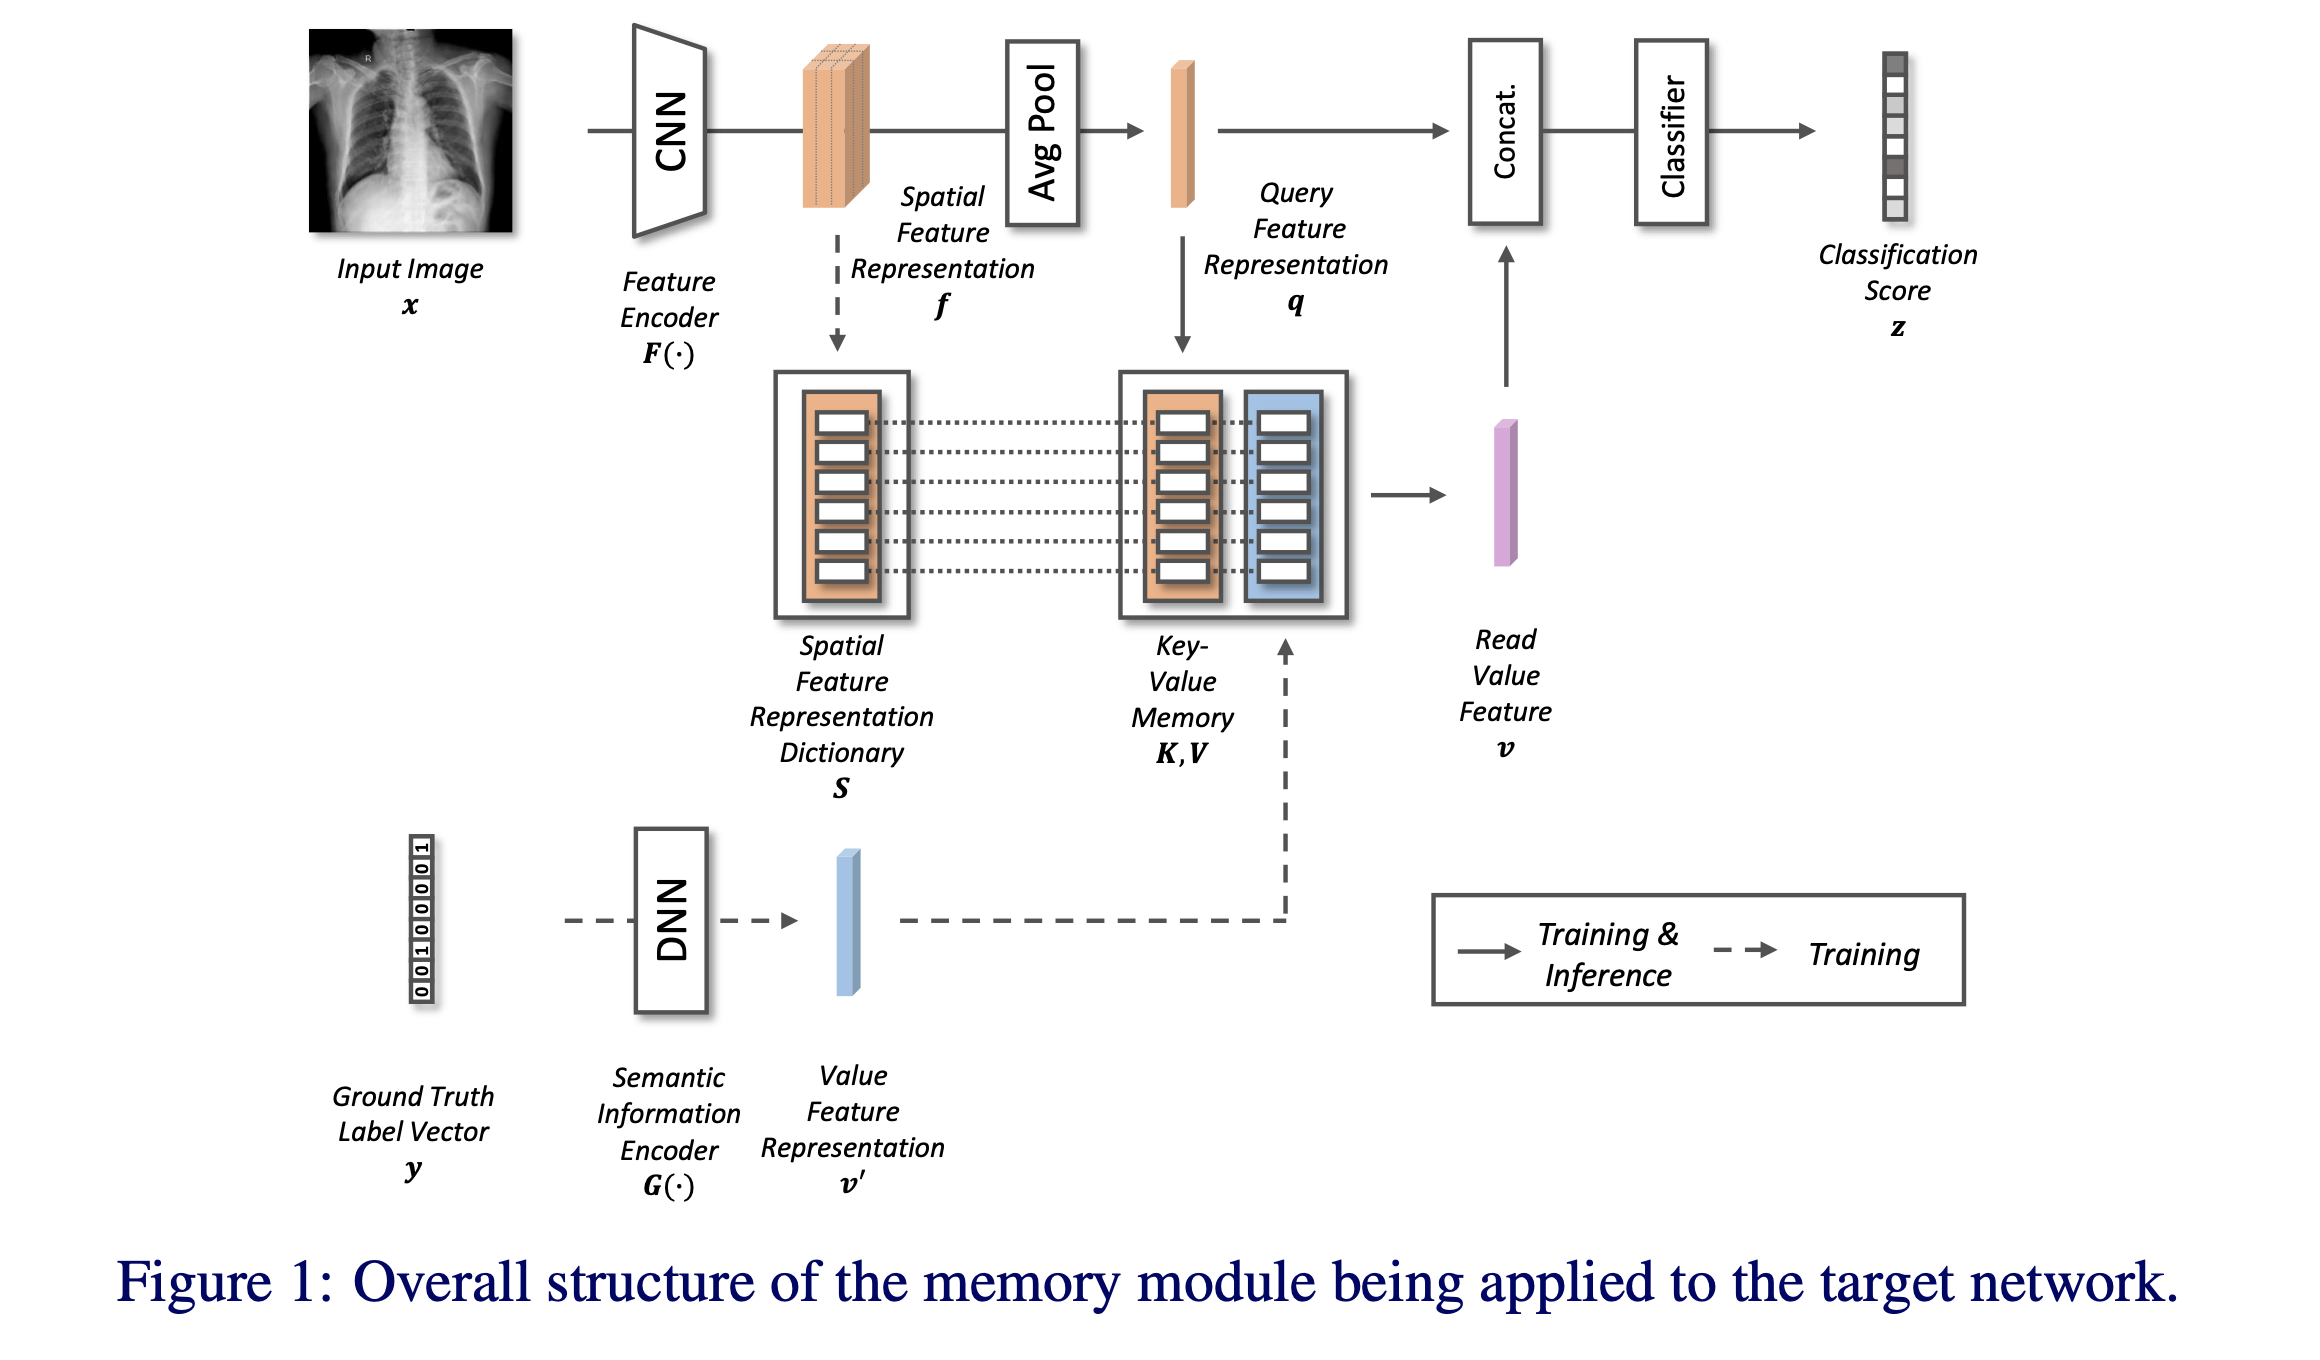 R
CNN
Avg Pool
Concat.
Classifier
Input Image
x
Feature
Encoder
F(·)
Spatial
Feature
Representation
f
Query
Feature
Representation
q
Classification
Score
z
Spatial
Feature
Representation
Dictionary
S
Key-
Value
Memory
K,V
Read
Value
Feature
v
0 0 1 0 0 0 0 1
DNN
Ground Truth
Label Vector
y
Semantic
Information
Encoder
G(·)
Value
Feature
Representation
v′
Training &
Inference
Training
Figure 1: Overall structure of the memory module being applied to the target network.